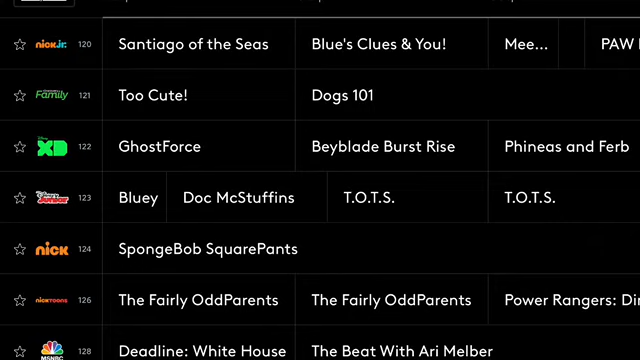 nick jr. 120 Santiago of the Seas Blue's Clues & You! Mee... PAW
Family 121 Too Cute! Dogs 101
Disney XD 122 GhostForce Beyblade Burst Rise Phineas and Ferb
Disney Junior 123 Bluey Doc McStuffins T.O.T.S. T.O.T.S.
nick 124 SpongeBob SquarePants
nicktoons 126 The Fairly OddParents The Fairly OddParents Power Rangers: Di
MSNBC 128 Deadline: White House The Beat With Ari Melber